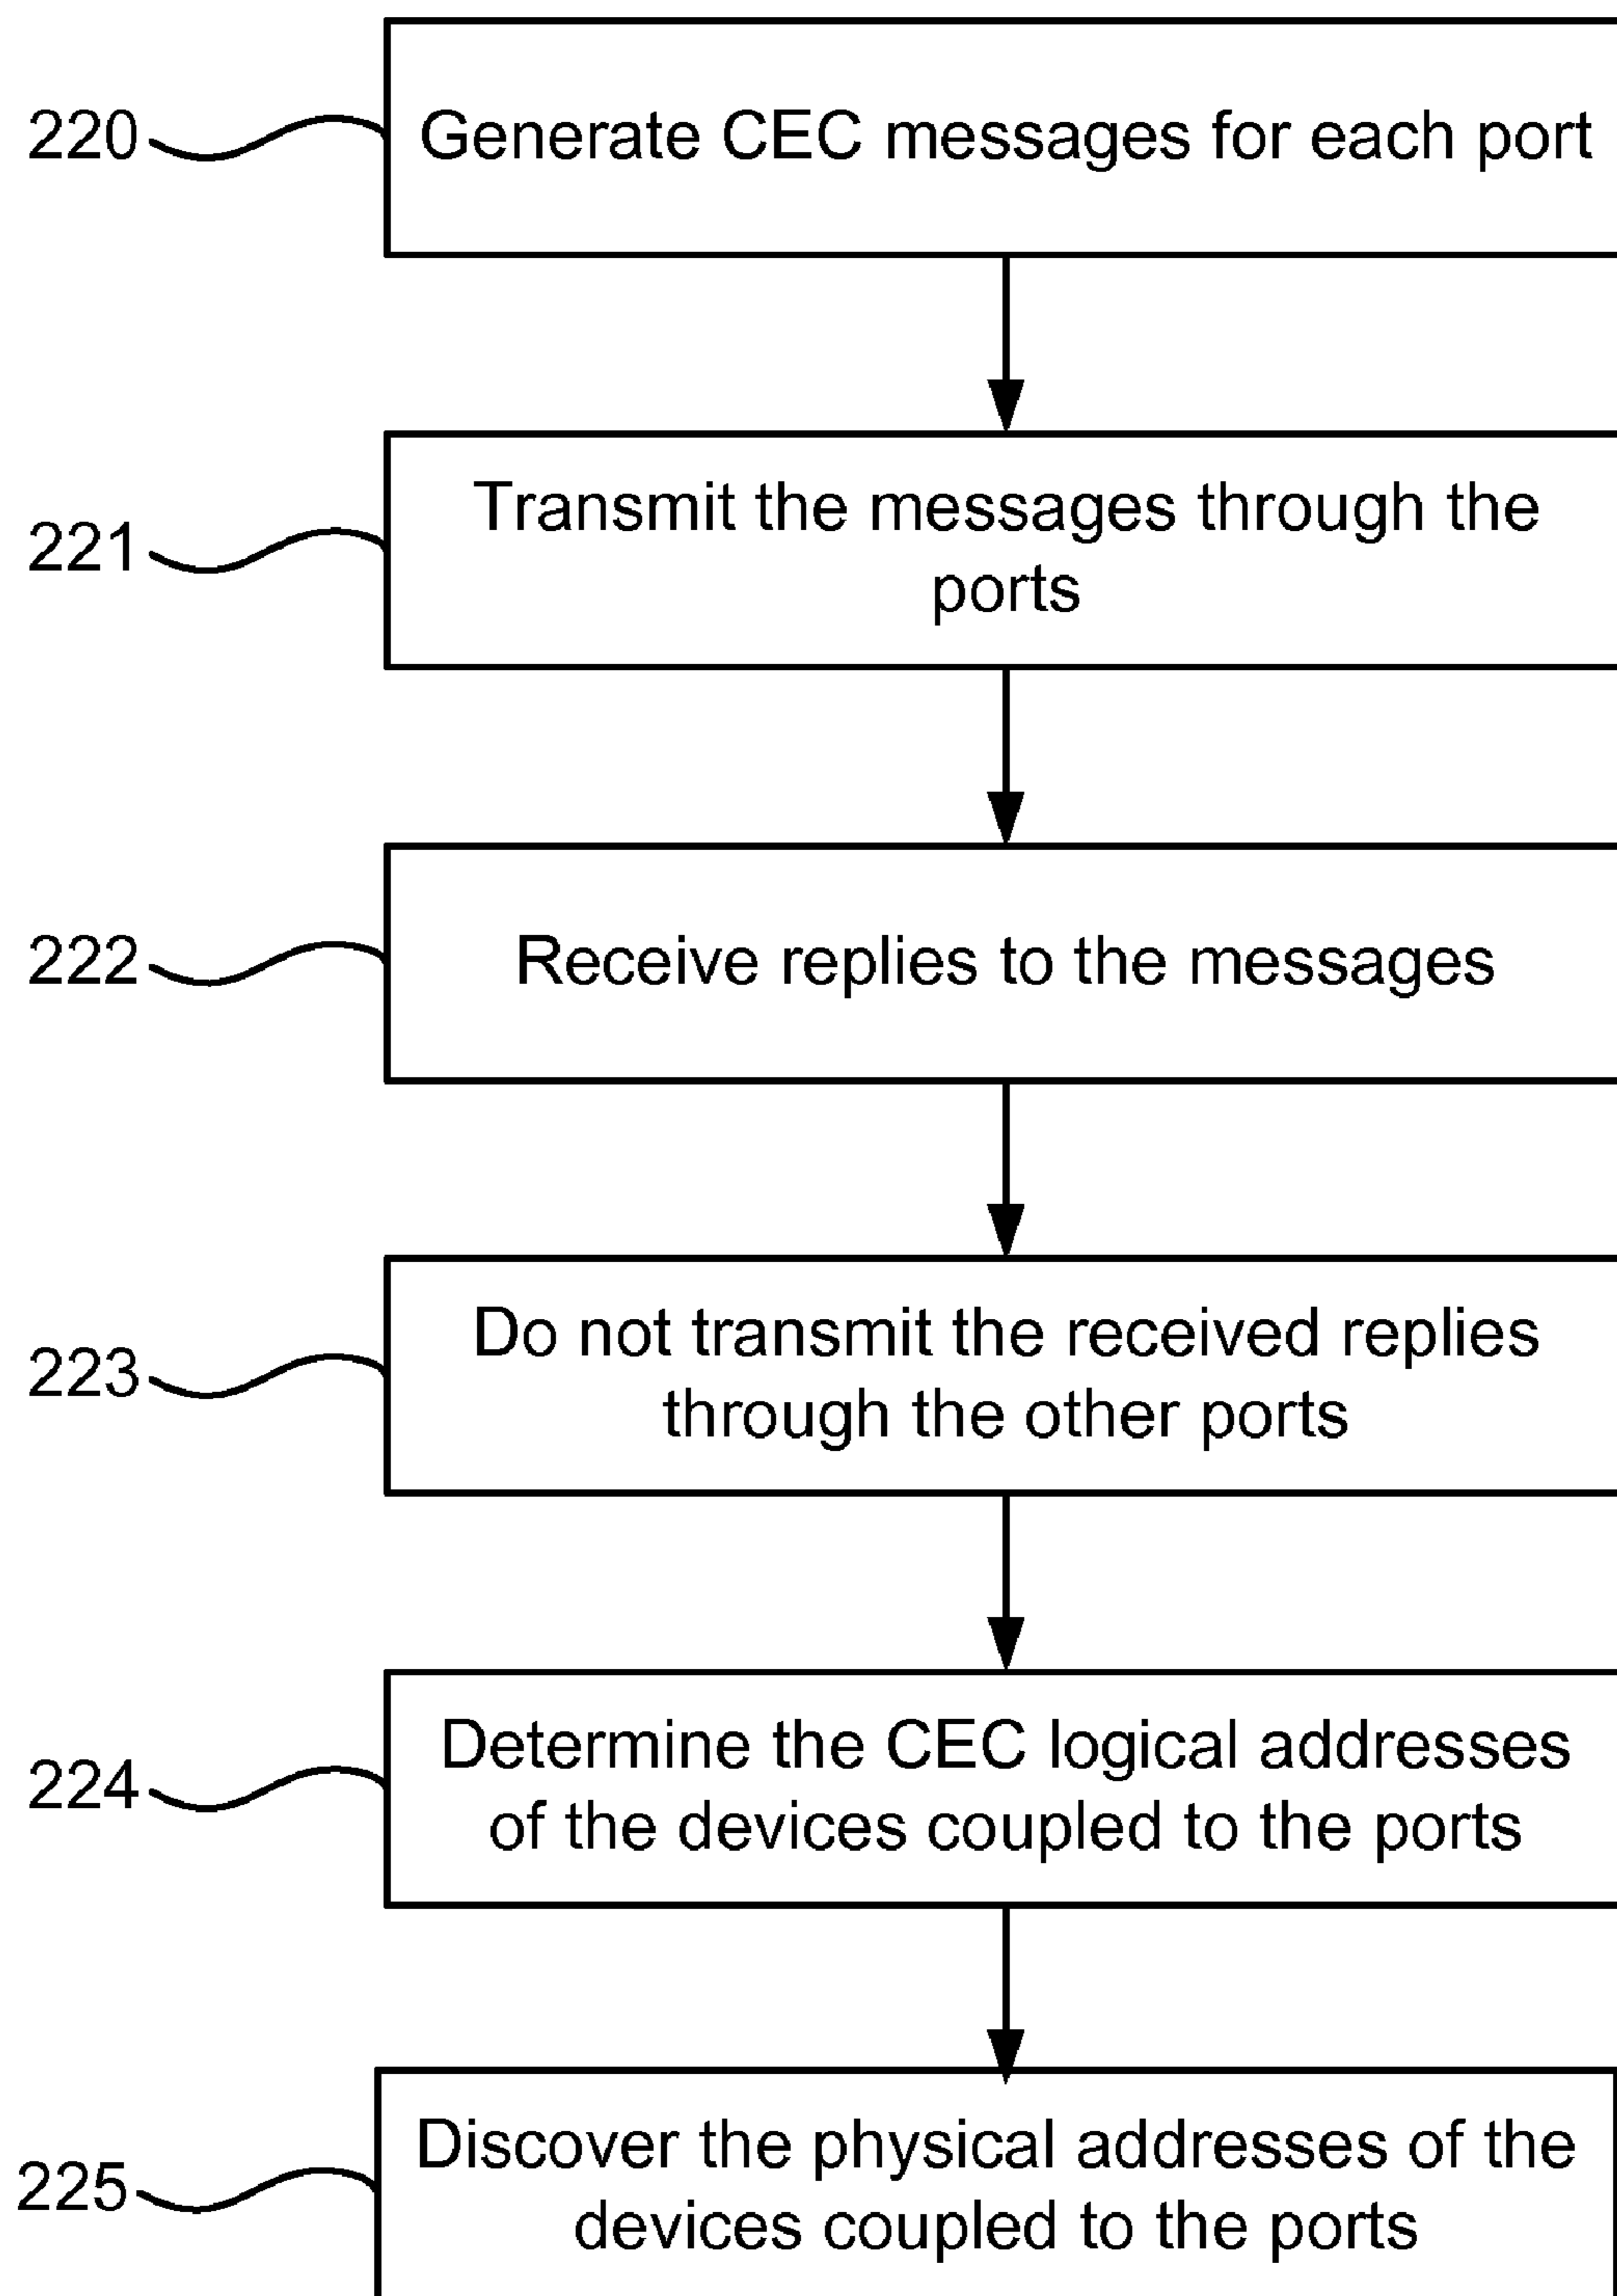 220
Generate CEC messages for each port
221
Transmit the messages through the
ports
222
Receive replies to the messages
223
Do not transmit the received replies
through the other ports
224
Determine the CEC logical addresses
of the devices coupled to the ports
225
Discover the physical addresses of the
devices coupled to the ports